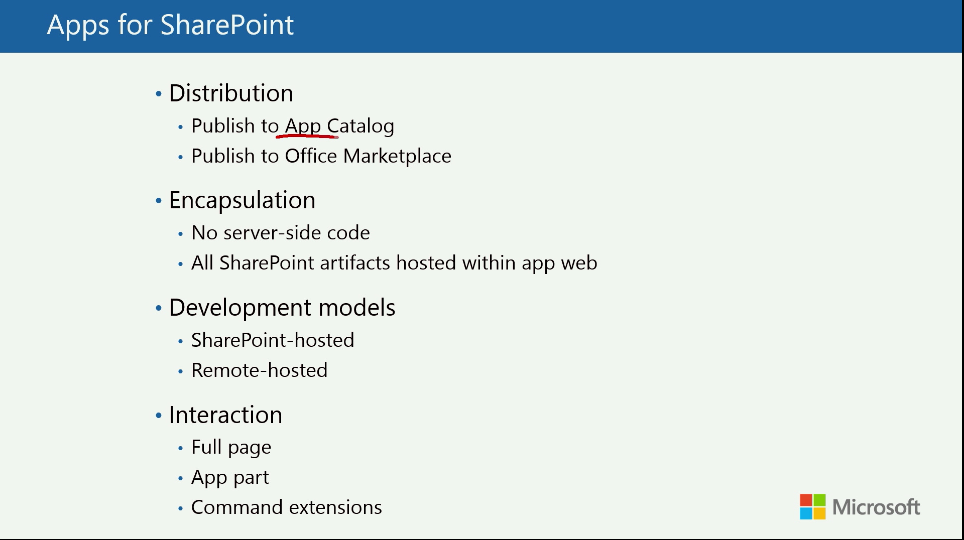 Apps for SharePoint
• Distribution
• Publish to App Catalog
• Publish to Office Marketplace
• Encapsulation
• No server-side code
• All SharePoint artifacts hosted within app web
• Development models
• SharePoint-hosted
• Remote-hosted
• Interaction
• Full page
• App part
• Command extensions
Microsoft